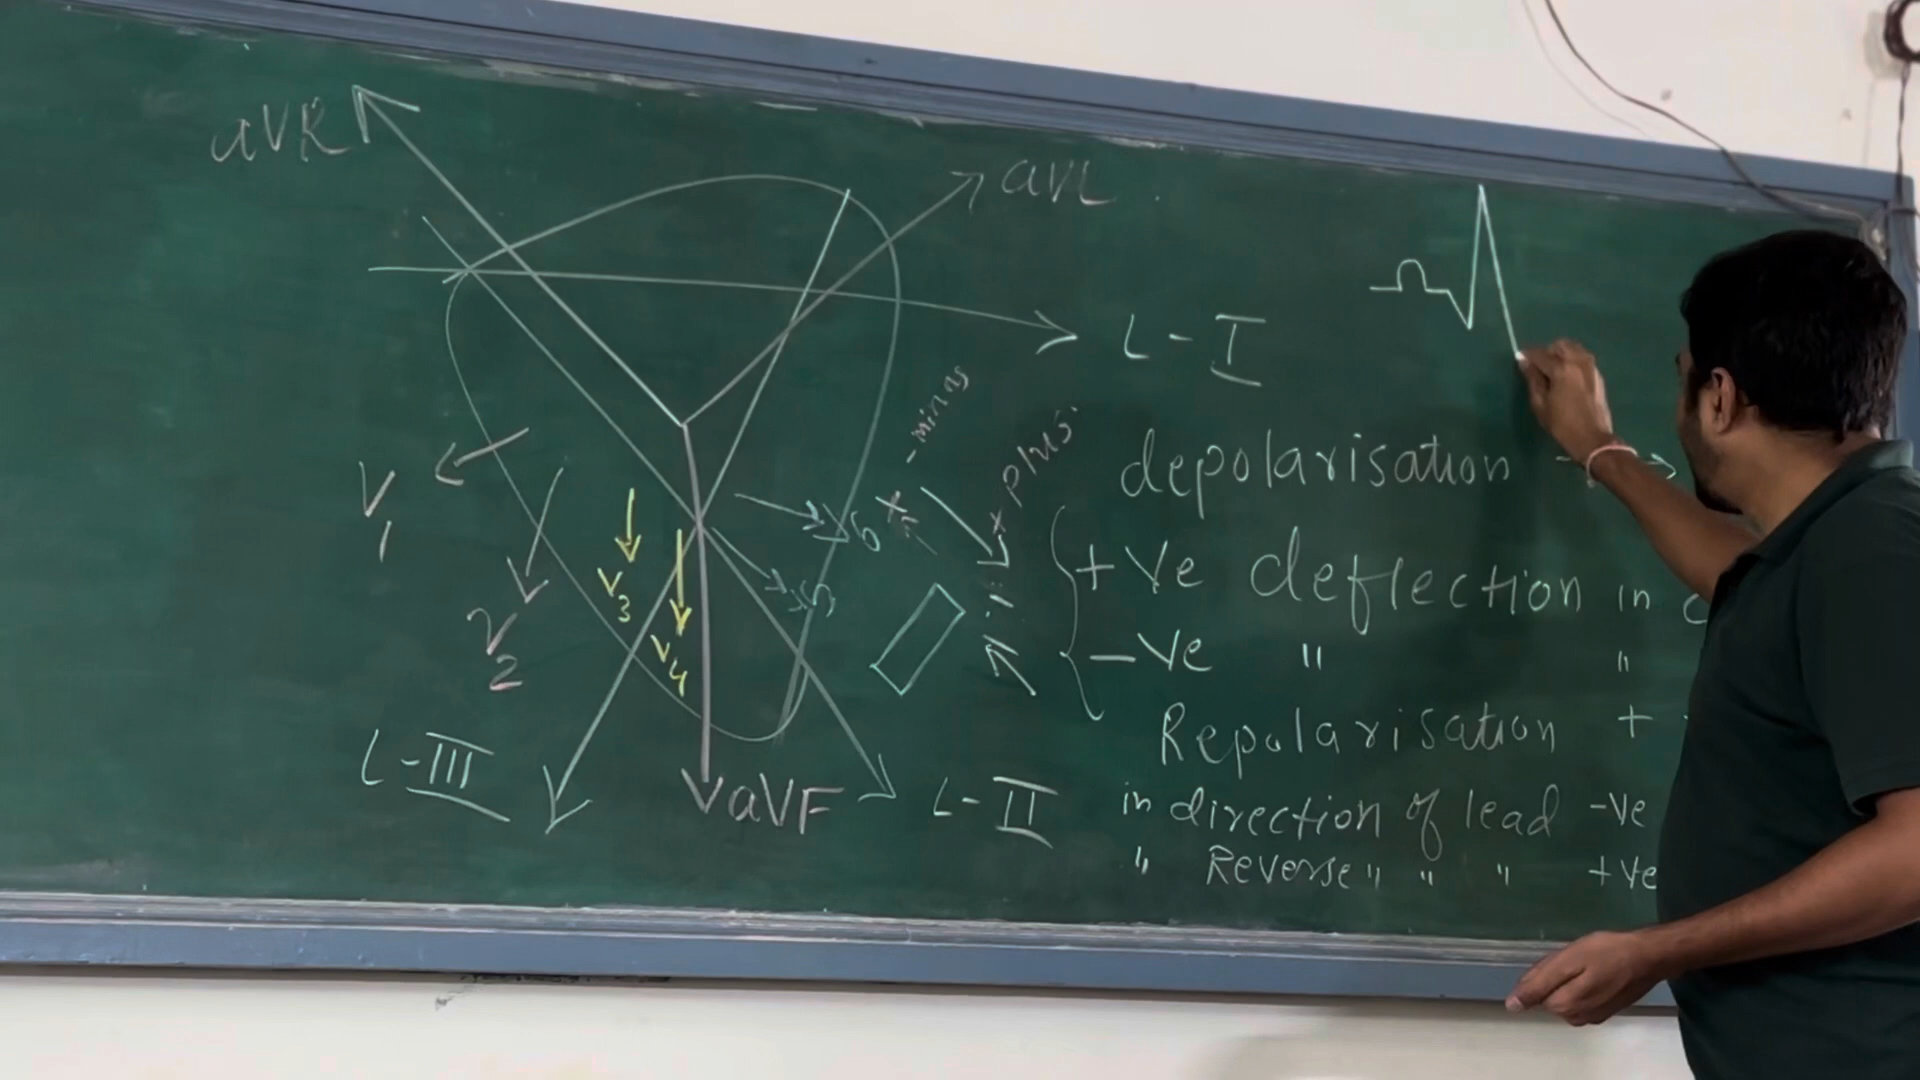 aVR
aVL
L - I
- minus
+ plus
V1
V2
V3
V4
V6
L - III
aVF
L - II
depolarisation →
+ Ve deflection in
- Ve " "
Repolarisation +
in direction of lead -ve
" Reverse " " " +ve